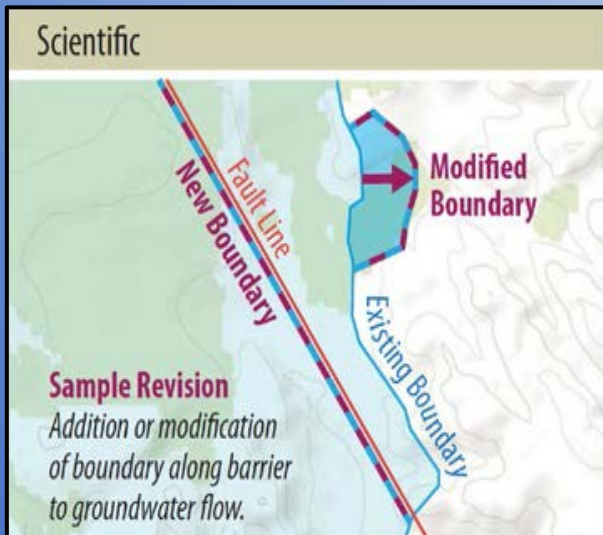 Scientific
Fault Line
New Boundary
Modified
Boundary
Existing Boundary
Sample Revision
Addition or modification
of boundary along barrier
to groundwater flow.